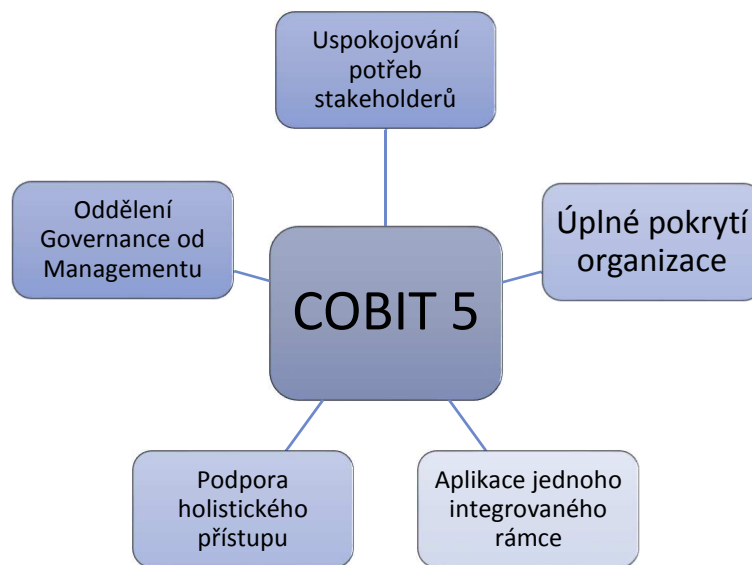 Uspokojování
potřeb
stakeholderů
Oddělení
Governance od
Managementu
Úplné pokrytí
organizace
COBIT 5
Podpora
holistického
přístupu
Aplikace jednoho
integrovaného
rámce